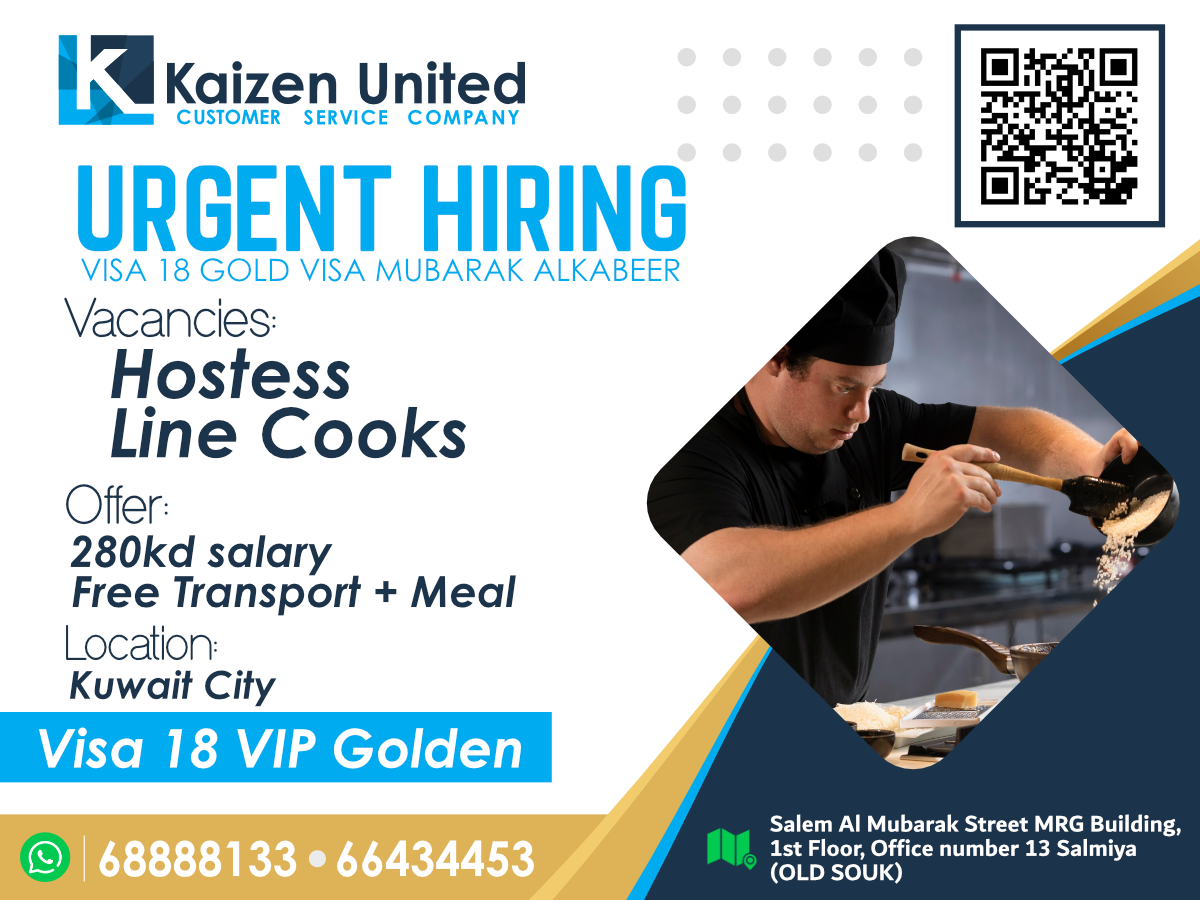 Kaizen United
CUSTOMER SERVICE COMPANY
URGENT HIRING
VISA 18 GOLD VISA MUBARAK ALKABEER
Vacancies:
Hostess
Line Cooks
Offer:
280kd salary
Free Transport + Meal
Location:
Kuwait City
Visa 18 VIP Golden
68888133 • 66434453
Salem Al Mubarak Street MRG Building,
1st Floor, Office number 13 Salmiya
(OLD SOUK)